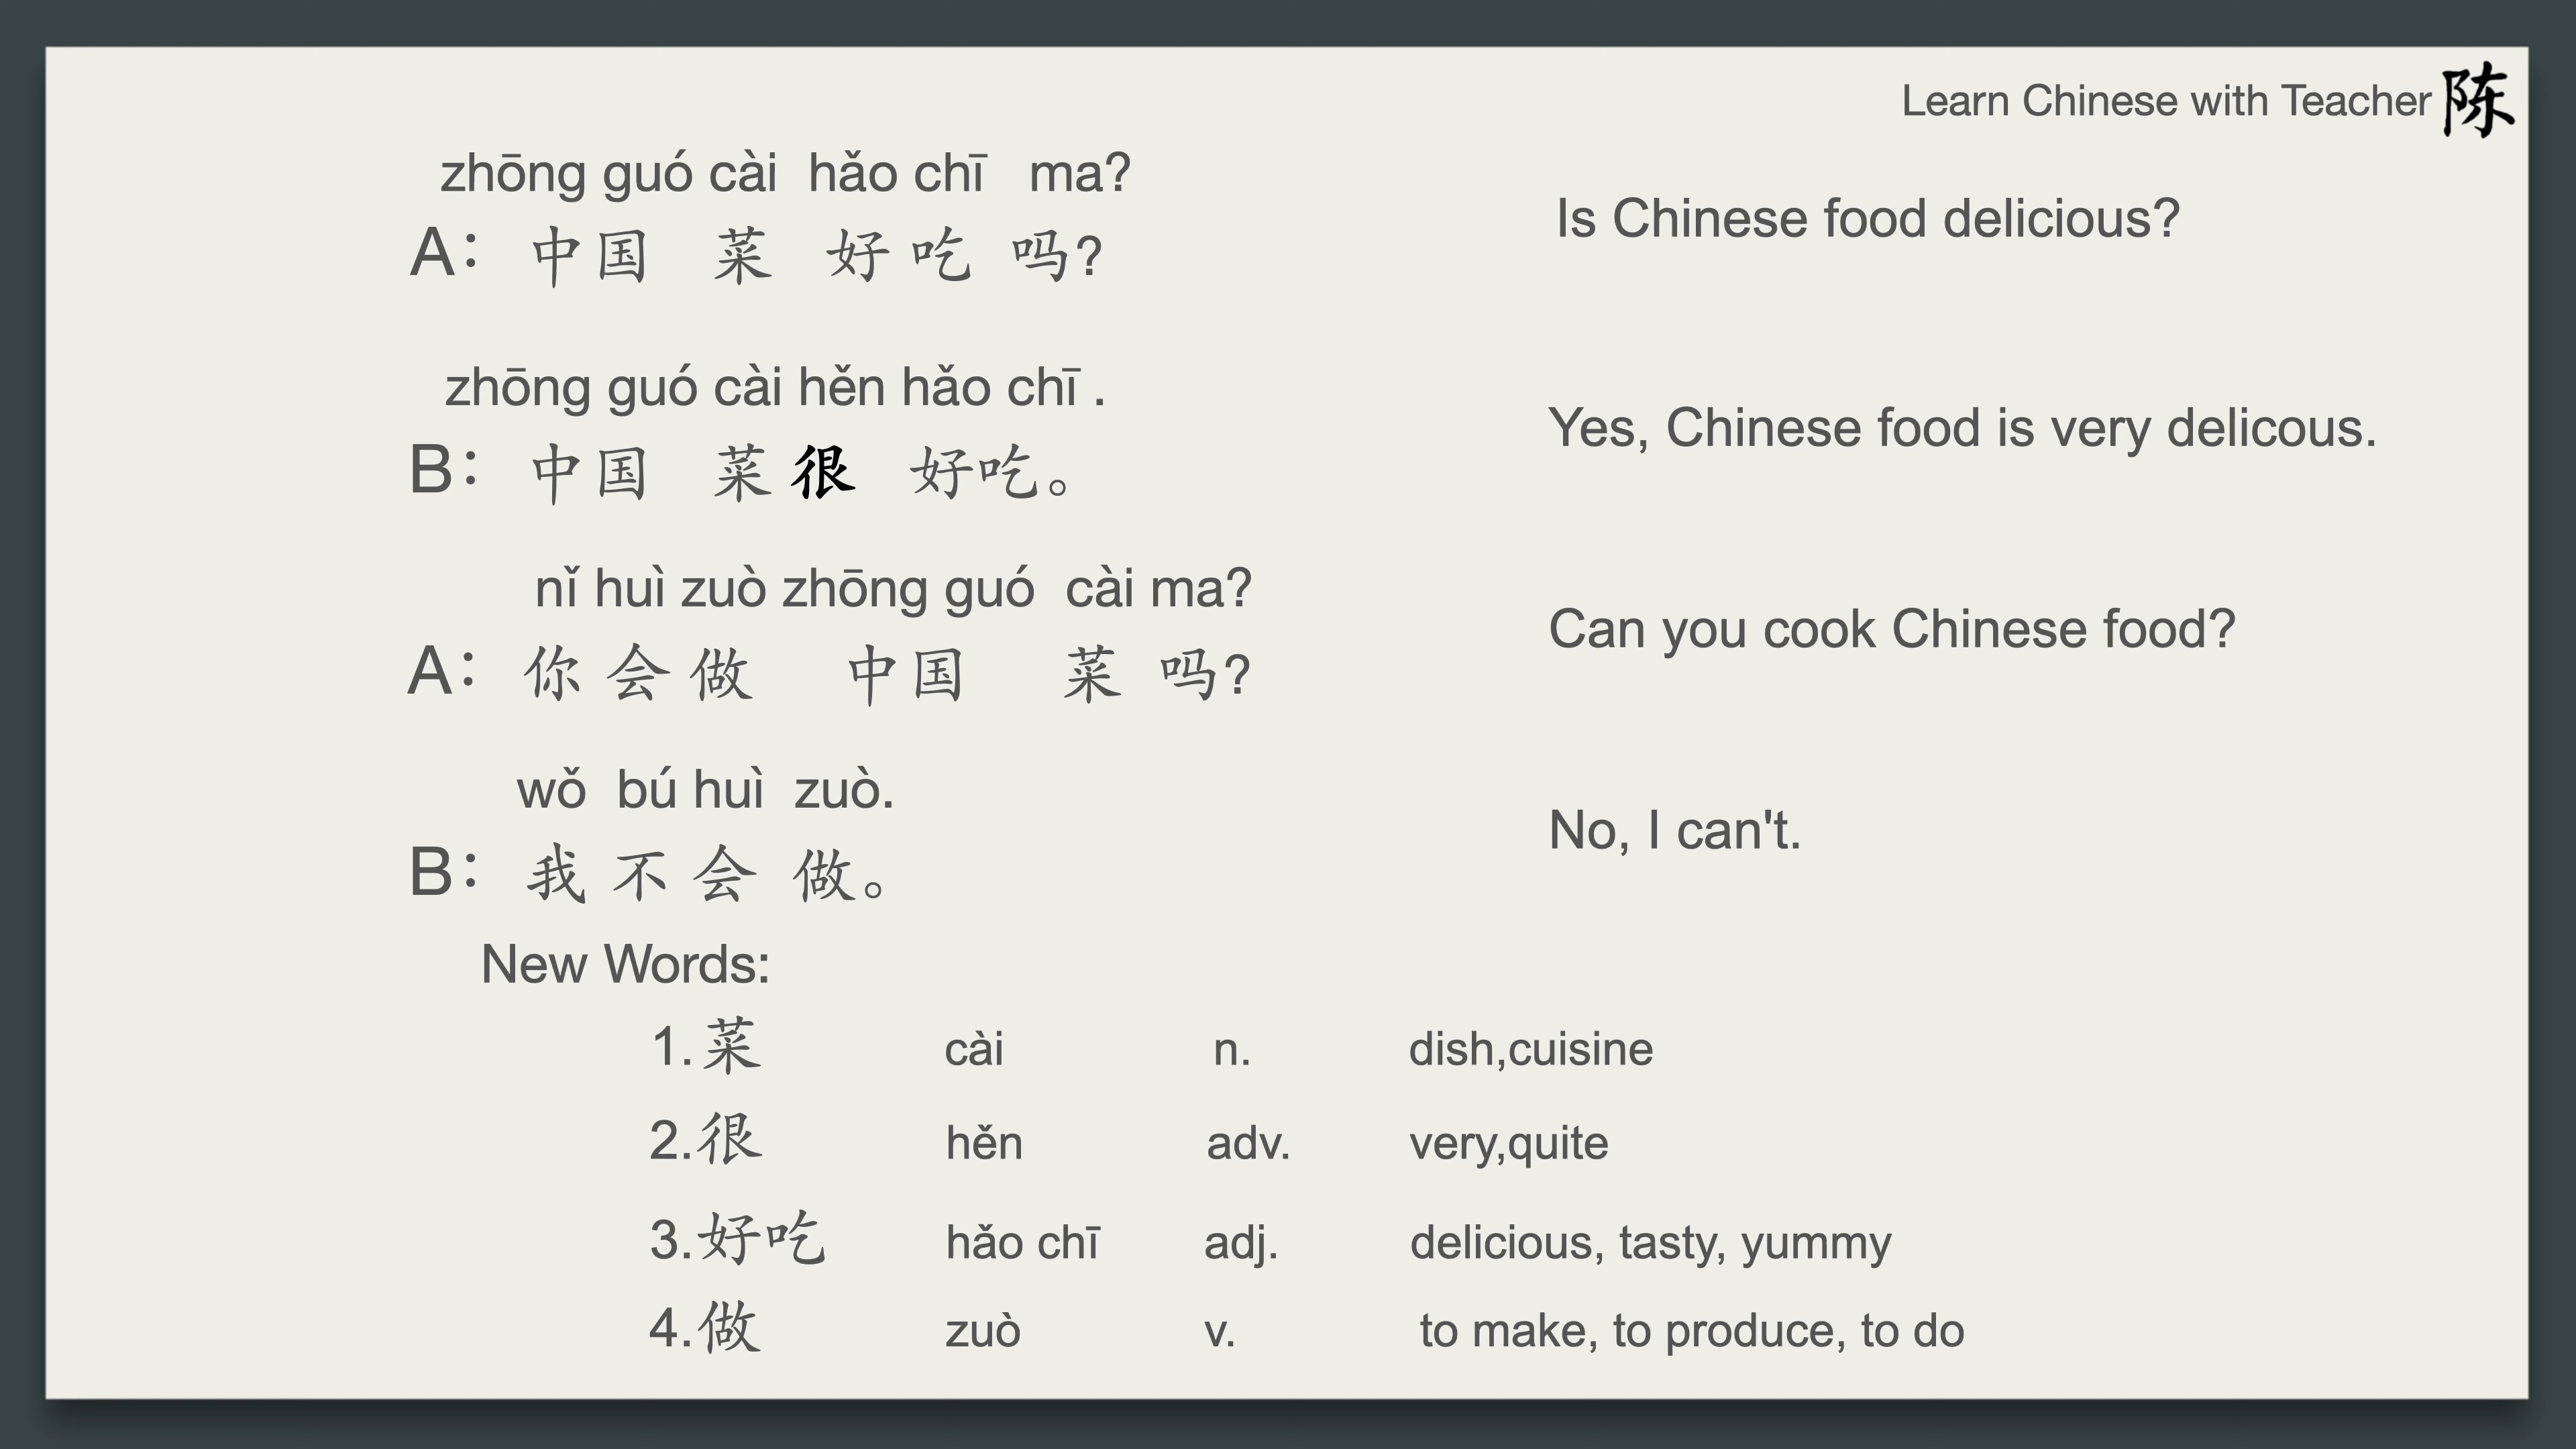 Learn Chinese with Teacher 陈
zhōng guó cài hǎo chī ma?
A: 中国 菜 好 吃 吗?
Is Chinese food delicious?
zhōng guó cài hěn hǎo chī .
B: 中国 菜 很 好吃。
Yes, Chinese food is very delicous.
nǐ huì zuò zhōng guó cài ma?
A: 你 会 做 中国 菜 吗?
Can you cook Chinese food?
wǒ bú huì zuò.
B: 我 不 会 做。
No, I can't.
New Words:
1.菜 cài n. dish,cuisine
2.很 hěn adv. very,quite
3.好吃 hǎo chī adj. delicious, tasty, yummy
4.做 zuò v. to make, to produce, to do